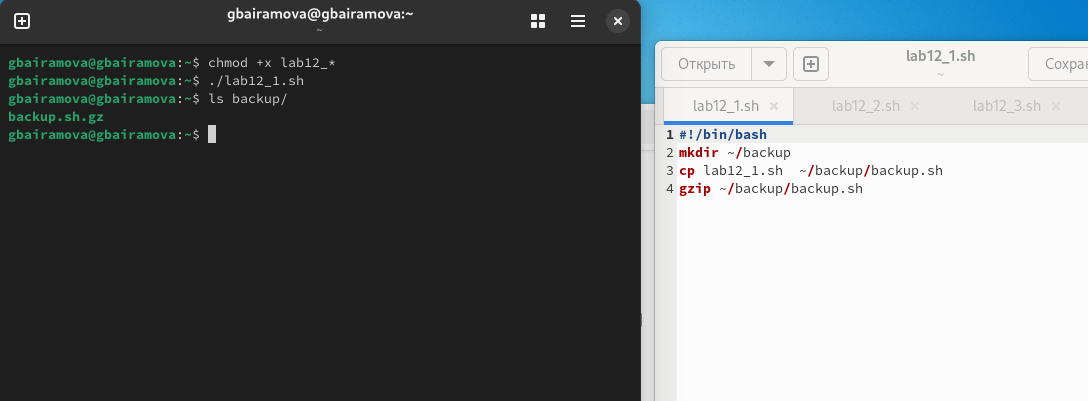 gbairamova@gbairamova:~
~
gbairamova@gbairamova:~$ chmod +x lab12_*
gbairamova@gbairamova:~$ ./lab12_1.sh
gbairamova@gbairamova:~$ ls backup/
backup.sh.gz
gbairamova@gbairamova:~$
Открыть
lab12_1.sh
~
lab12_1.sh
lab12_2.sh
lab12_3.sh
1 #!/bin/bash
2 mkdir ~/backup
3 cp lab12_1.sh  ~/backup/backup.sh
4 gzip ~/backup/backup.sh